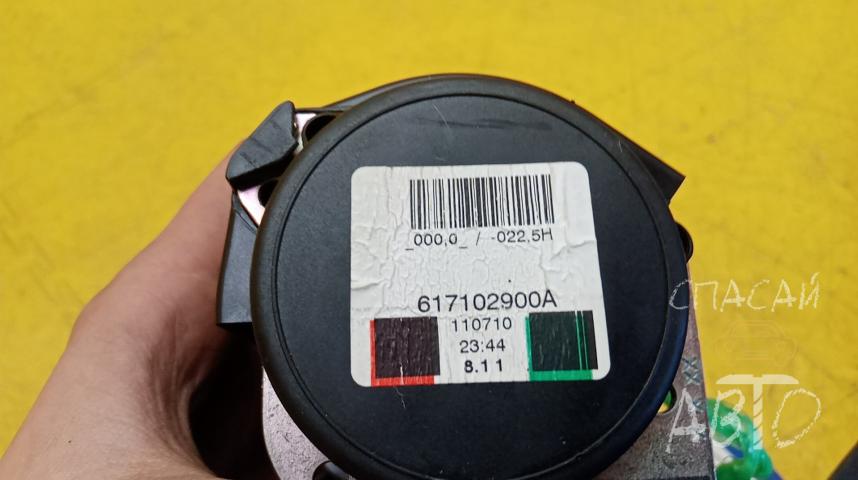 _000,0_ / -022,5H
617102900A
110710
23:44
8.1 1
СПАСАЙ
АВТО